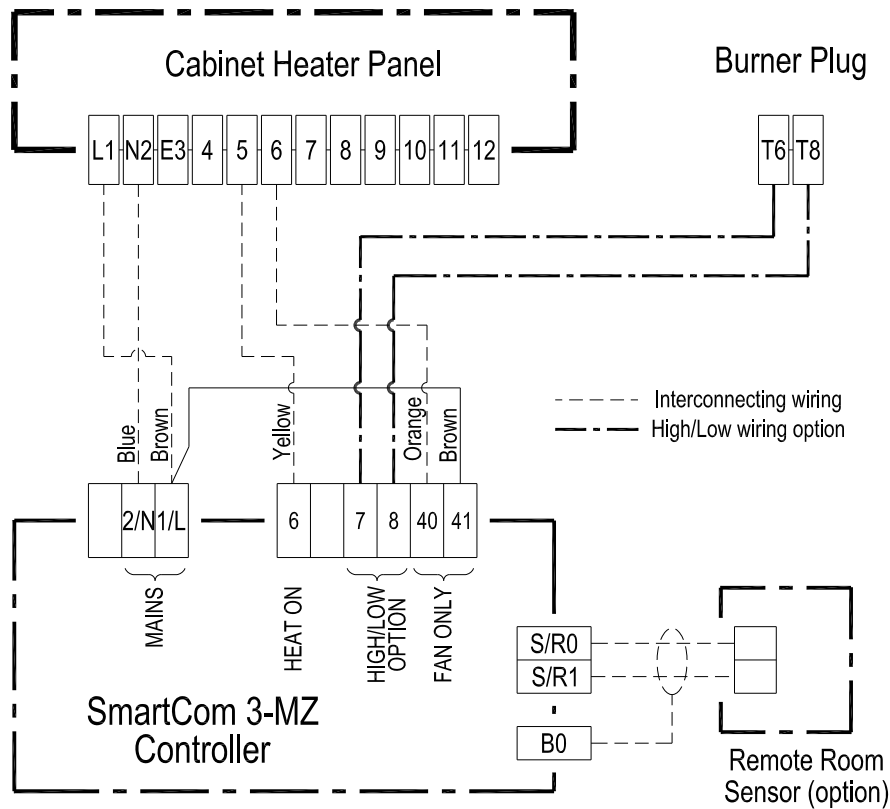 Cabinet Heater Panel
Burner Plug
L1 N2 E3 4 5 6 7 8 9 10 11 12
T6 T8
Interconnecting wiring
High/Low wiring option
Blue
Brown
Yellow
Orange
Brown
2/N 1/L
6 7 8 40 41
MAINS
HEAT ON
HIGH/LOW
OPTION
FAN ONLY
S/R0
S/R1
B0
SmartCom 3-MZ
Controller
Remote Room
Sensor (option)